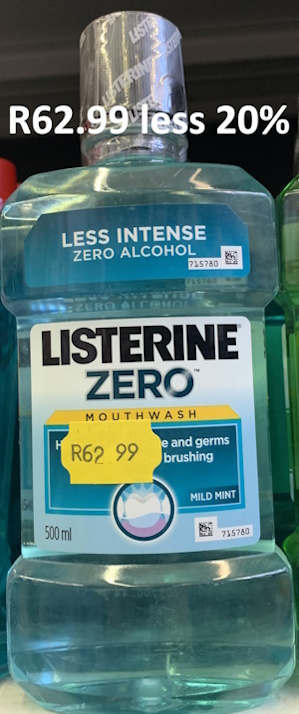 LISTERINE
R62.99 less 20%
LESS INTENSE
ZERO ALCOHOL
715780
LISTERINE
ZERO™
MOUTHWASH
e and germs
R62 99
brushing
MILD MINT
500 ml
715780